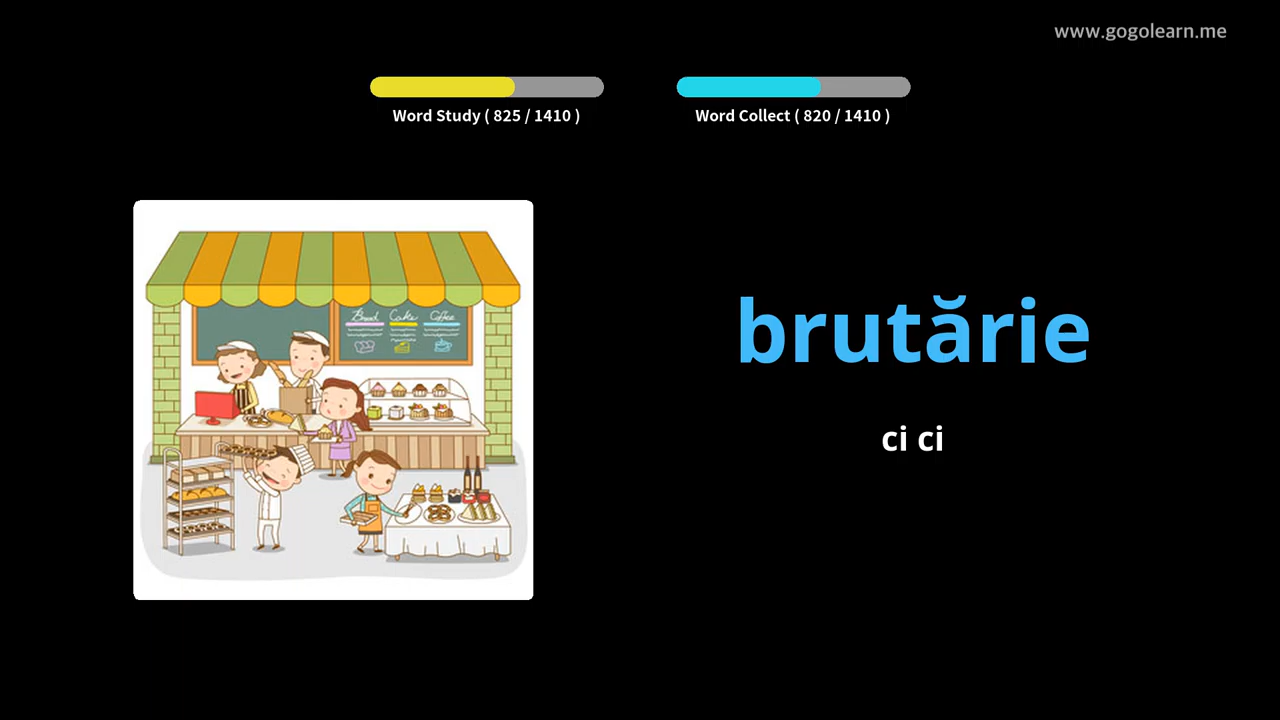 www.gogolearn.me
Word Study ( 825 / 1410 )
Word Collect ( 820 / 1410 )
Bread Cake Coffee
brutărie
ci ci